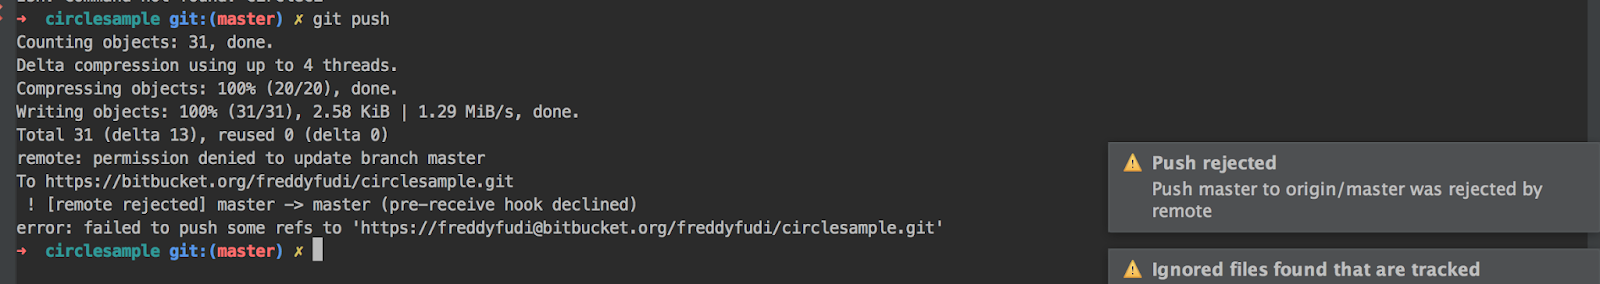 ➜  circlesample git:(master) ✗ git push
Counting objects: 31, done.
Delta compression using up to 4 threads.
Compressing objects: 100% (20/20), done.
Writing objects: 100% (31/31), 2.58 KiB | 1.29 MiB/s, done.
Total 31 (delta 13), reused 0 (delta 0)
remote: permission denied to update branch master
To https://bitbucket.org/freddyfudi/circlesample.git
 ! [remote rejected] master -> master (pre-receive hook declined)
error: failed to push some refs to 'https://freddyfudi@bitbucket.org/freddyfudi/circlesample.git'
➜  circlesample git:(master) ✗
Push rejected
Push master to origin/master was rejected by
remote
Ignored files found that are tracked